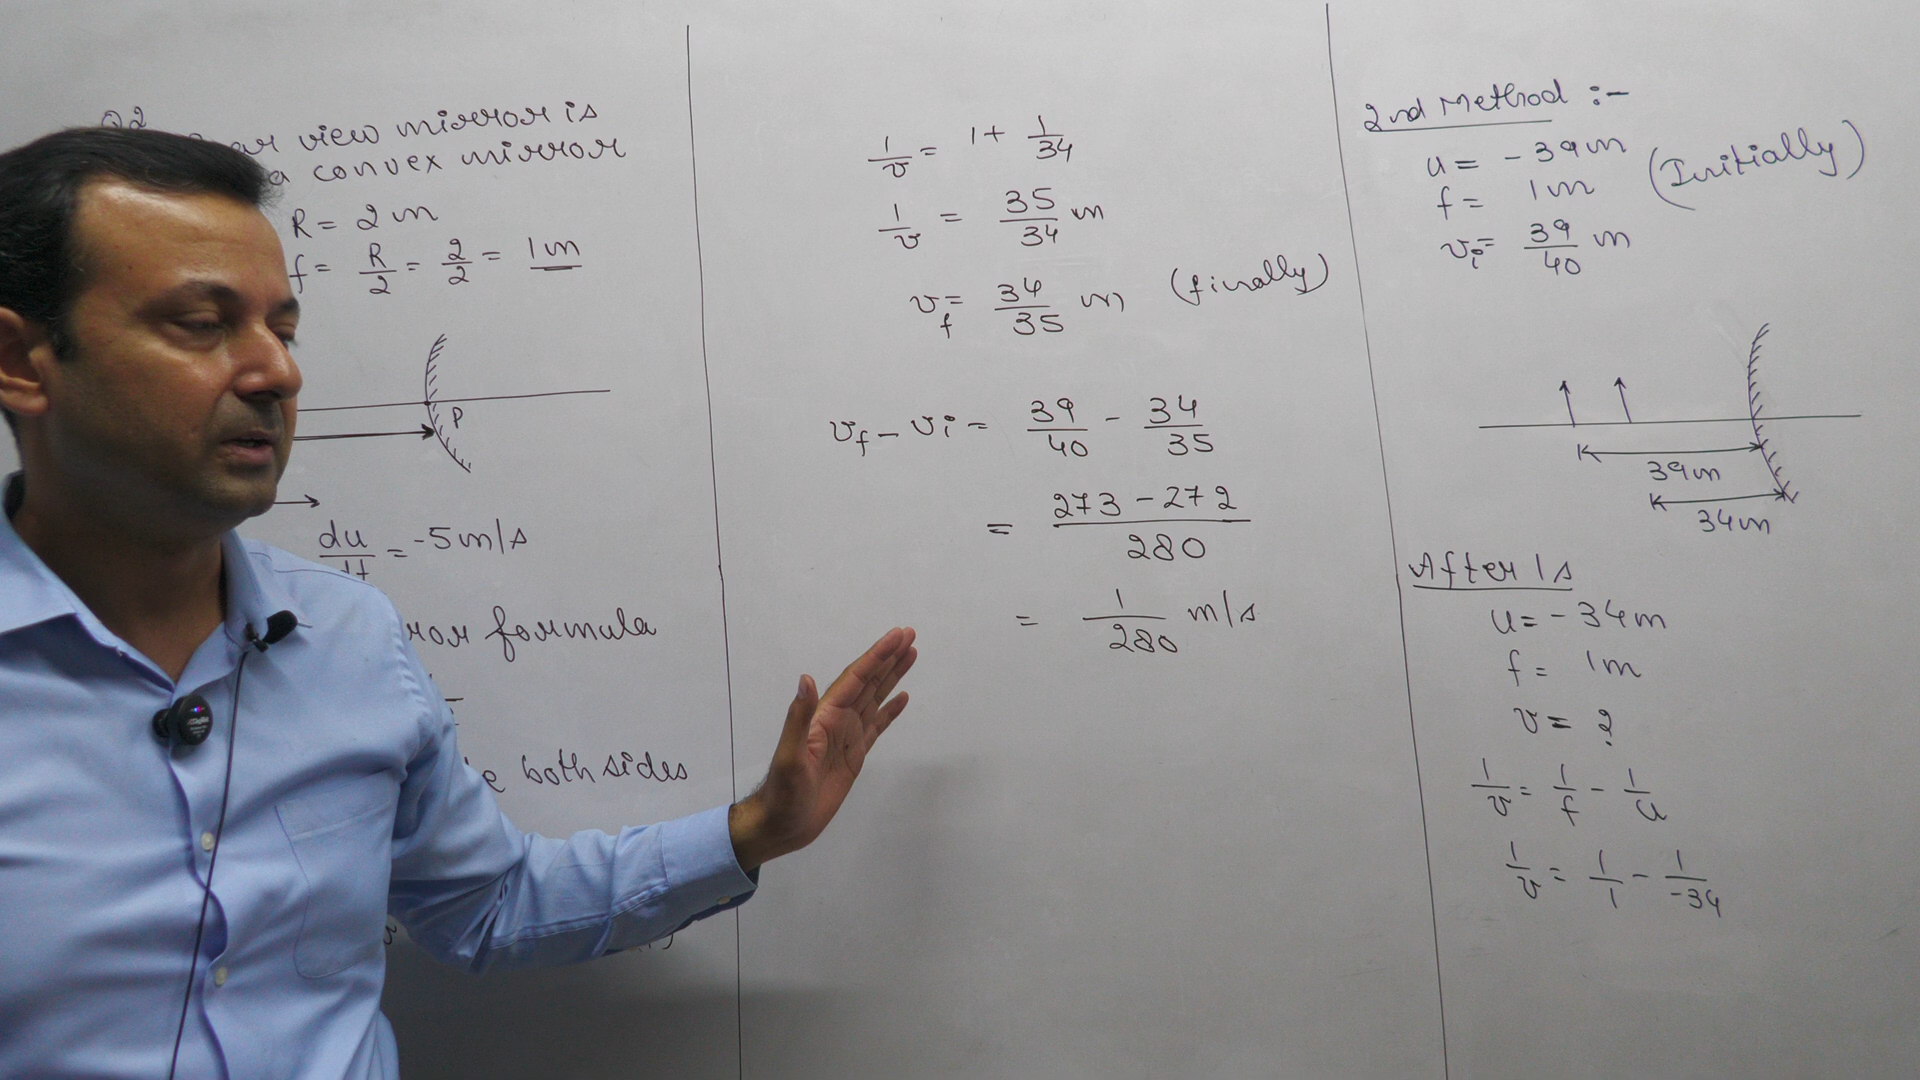 Q2
view mirror is
a convex mirror
R = 2m
f = R/2 = 2/2 = 1m
P
du/dt = -5m/s
ror formula
both sides
1/v = 1 + 1/34
1/v = 35/34 m
v_f = 34/35 m (finally)
v_f - v_i = 39/40 - 34/35
= 273 - 272/280
= 1/280 m/s
2nd Method :-
u = -39m (Initially)
f = 1m
v_i = 39/40 m
39m
34m
After 1s
u = -34m
f = 1m
v = ?
1/v = 1/f - 1/u
1/v = 1/1 - 1/-34